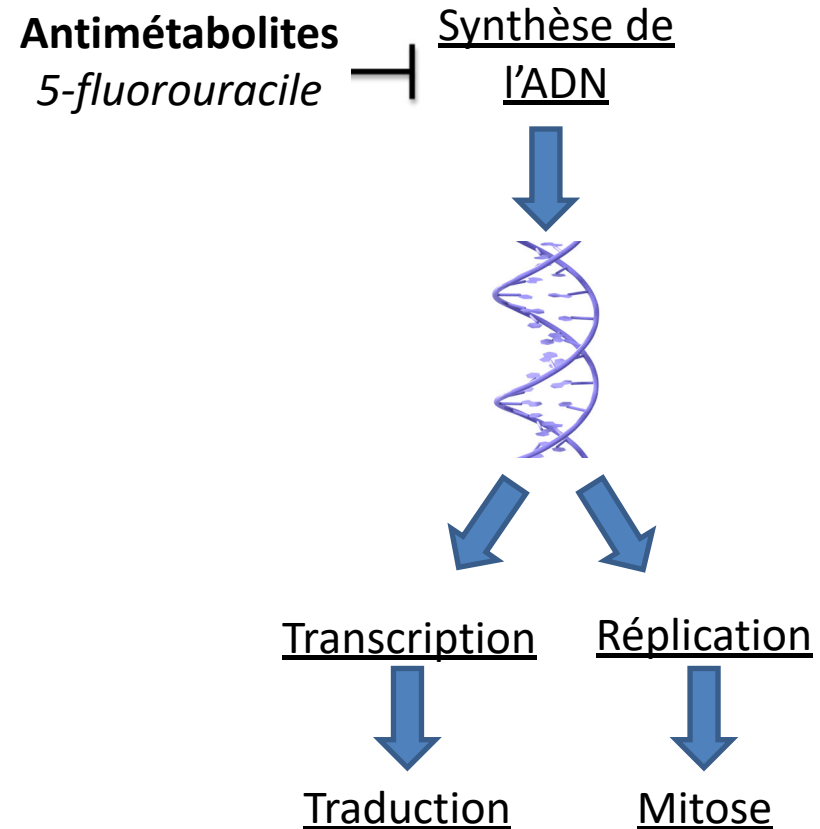 Antimétabolites
5-fluorouracile
Synthèse de
l’ADN
Transcription
Réplication
Traduction
Mitose